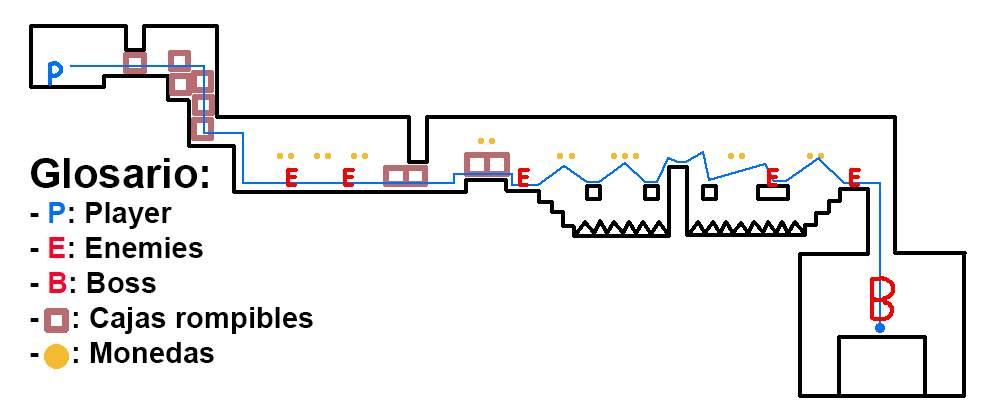 P
E E E E E
B
Glosario:
- P: Player
- E: Enemies
- B: Boss
- : Cajas rompibles
- : Monedas